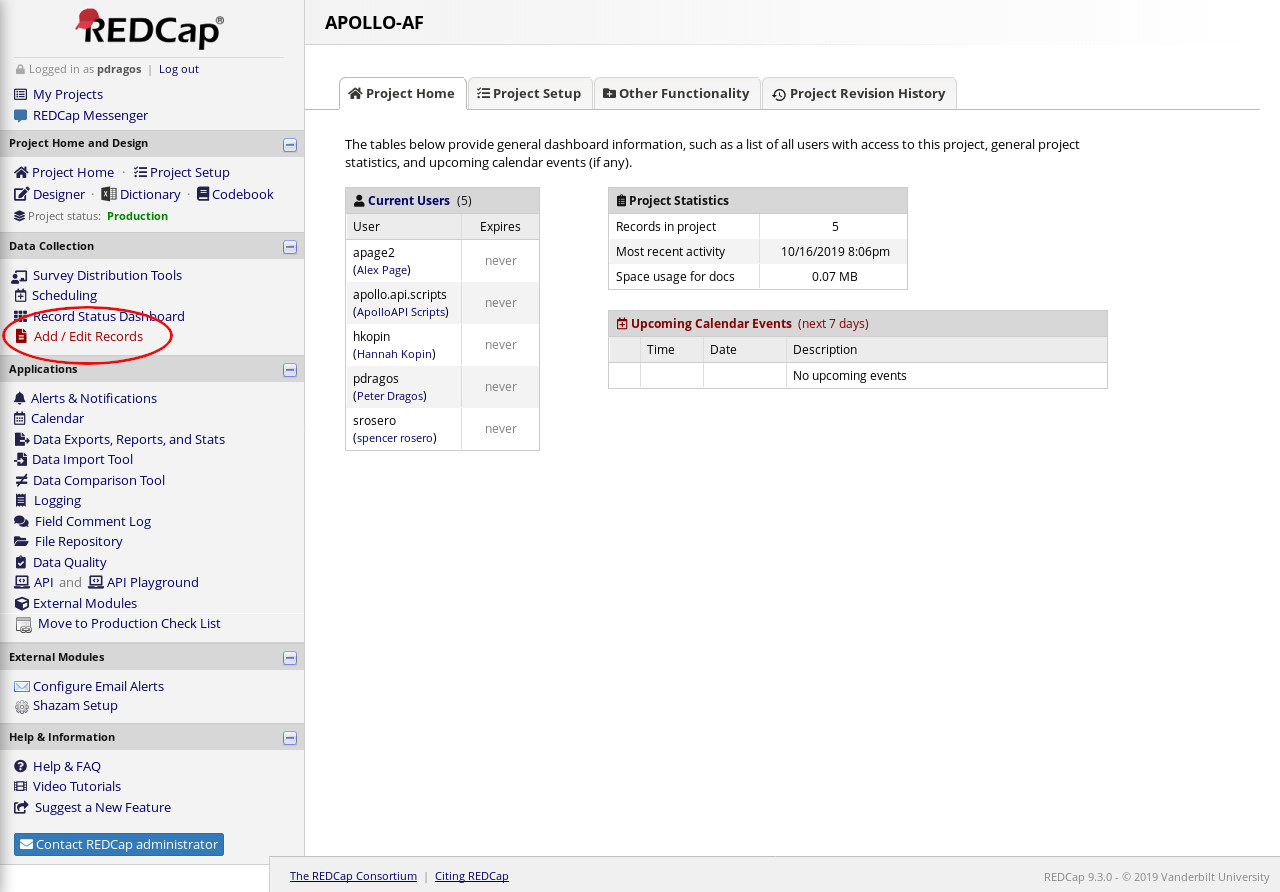 REDCap®
Logged in as pdragos | Log out
My Projects
REDCap Messenger
Project Home and Design
Project Home · Project Setup
Designer · Dictionary · Codebook
Project status: Production
Data Collection
Survey Distribution Tools
Scheduling
Record Status Dashboard
Add / Edit Records
Applications
Alerts & Notifications
Calendar
Data Exports, Reports, and Stats
Data Import Tool
Data Comparison Tool
Logging
Field Comment Log
File Repository
Data Quality
API and API Playground
External Modules
Move to Production Check List
External Modules
Configure Email Alerts
Shazam Setup
Help & Information
Help & FAQ
Video Tutorials
Suggest a New Feature
Contact REDCap administrator
APOLLO-AF
Project Home Project Setup Other Functionality Project Revision History
The tables below provide general dashboard information, such as a list of all users with access to this project, general project
statistics, and upcoming calendar events (if any).
Current Users (5)
User Expires
apage2
(Alex Page)
never
apollo.api.scripts
(ApolloAPI Scripts)
never
hkopin
(Hannah Kopin)
never
pdragos
(Peter Dragos)
never
srosero
(spencer rosero)
never
Project Statistics
Records in project 5
Most recent activity 10/16/2019 8:06pm
Space usage for docs 0.07 MB
Upcoming Calendar Events (next 7 days)
Time Date Description
No upcoming events
The REDCap Consortium | Citing REDCap
REDCap 9.3.0 - © 2019 Vanderbilt University